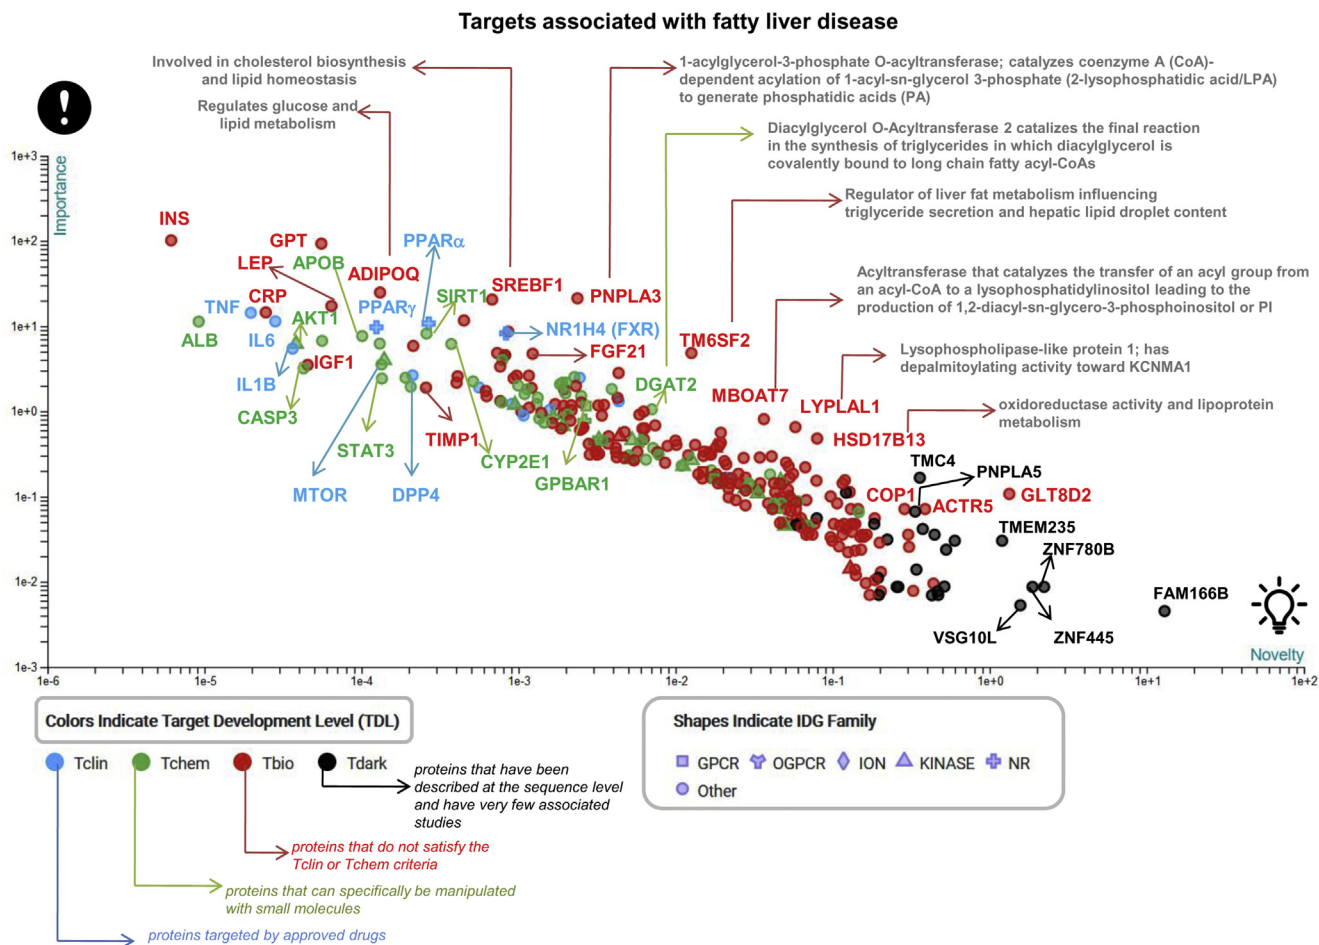 Targets associated with fatty liver disease
Involved in cholesterol biosynthesis
and lipid homeostasis
Regulates glucose and
lipid metabolism
1-acylglycerol-3-phosphate O-acyltransferase; catalyzes coenzyme A (CoA)-
dependent acylation of 1-acyl-sn-glycerol 3-phosphate (2-lysophosphatidic acid/LPA)
to generate phosphatidic acids (PA)
Diacylglycerol O-Acyltransferase 2 catalizes the final reaction
in the synthesis of triglycerides in which diacylglycerol is
covalently bound to long chain fatty acyl-CoAs
Regulator of liver fat metabolism influencing
triglyceride secretion and hepatic lipid droplet content
Acyltransferase that catalyzes the transfer of an acyl group from
an acyl-CoA to a lysophosphatidylinositol leading to the
production of 1,2-diacyl-sn-glycero-3-phosphoinositol or PI
Lysophospholipase-like protein 1; has
depalmitoylating activity toward KCNMA1
oxidoreductase activity and lipoprotein
metabolism
Importance
1e+3
1e+2
1e+1
1e+0
1e-1
1e-2
1e-3
INS
GPT
PPARα
LEP
APOB
ADIPOQ
SREBF1
PNPLA3
SIRT1
TNF
CRP
PPARγ
AKT1
NR1H4 (FXR)
TM6SF2
ALB
IL6
IGF1
FGF21
IL1B
DGAT2
MBOAT7
LYPLAL1
CASP3
HSD17B13
STAT3
TIMP1
CYP2E1
GPBAR1
TMC4
PNPLA5
MTOR
DPP4
COP1
ACTR5
GLT8D2
TMEM235
ZNF780B
FAM166B
VSG10L
ZNF445
Novelty
1e-6
1e-5
1e-4
1e-3
1e-2
1e-1
1e+0
1e+1
1e+2
Colors Indicate Target Development Level (TDL)
Tclin
Tchem
Tbio
Tdark
proteins that have been
described at the sequence level
and have very few associated
studies
proteins that do not satisfy the
Tclin or Tchem criteria
proteins that can specifically be manipulated
with small molecules
proteins targeted by approved drugs
Shapes Indicate IDG Family
GPCR
OGPCR
ION
KINASE
NR
Other